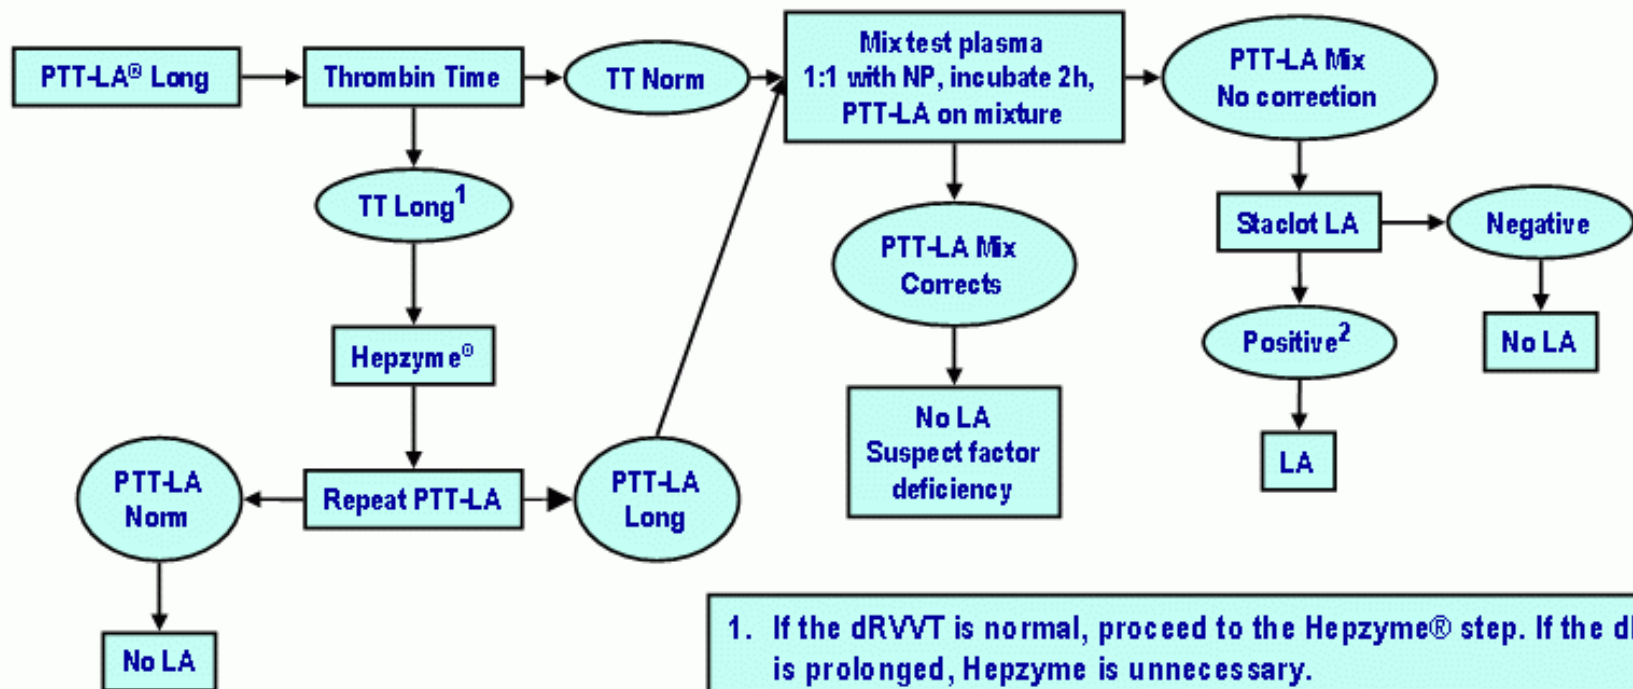 PTT-LA® Long
Thrombin Time
TT Norm
Mix test plasma
1:1 with NP, incubate 2h,
PTT-LA on mixture
PTT-LA Mix
No correction
TT Long1
PTT-LA Mix
Corrects
Staclot LA
Negative
Hepzyme®
Positive2
No LA
No LA
Suspect factor
deficiency
LA
PTT-LA
Norm
Repeat PTT-LA
PTT-LA
Long
No LA
1. If the dRVVT is normal, proceed to the Hepzyme® step. If the
is prolonged, Hepzyme is unnecessary.